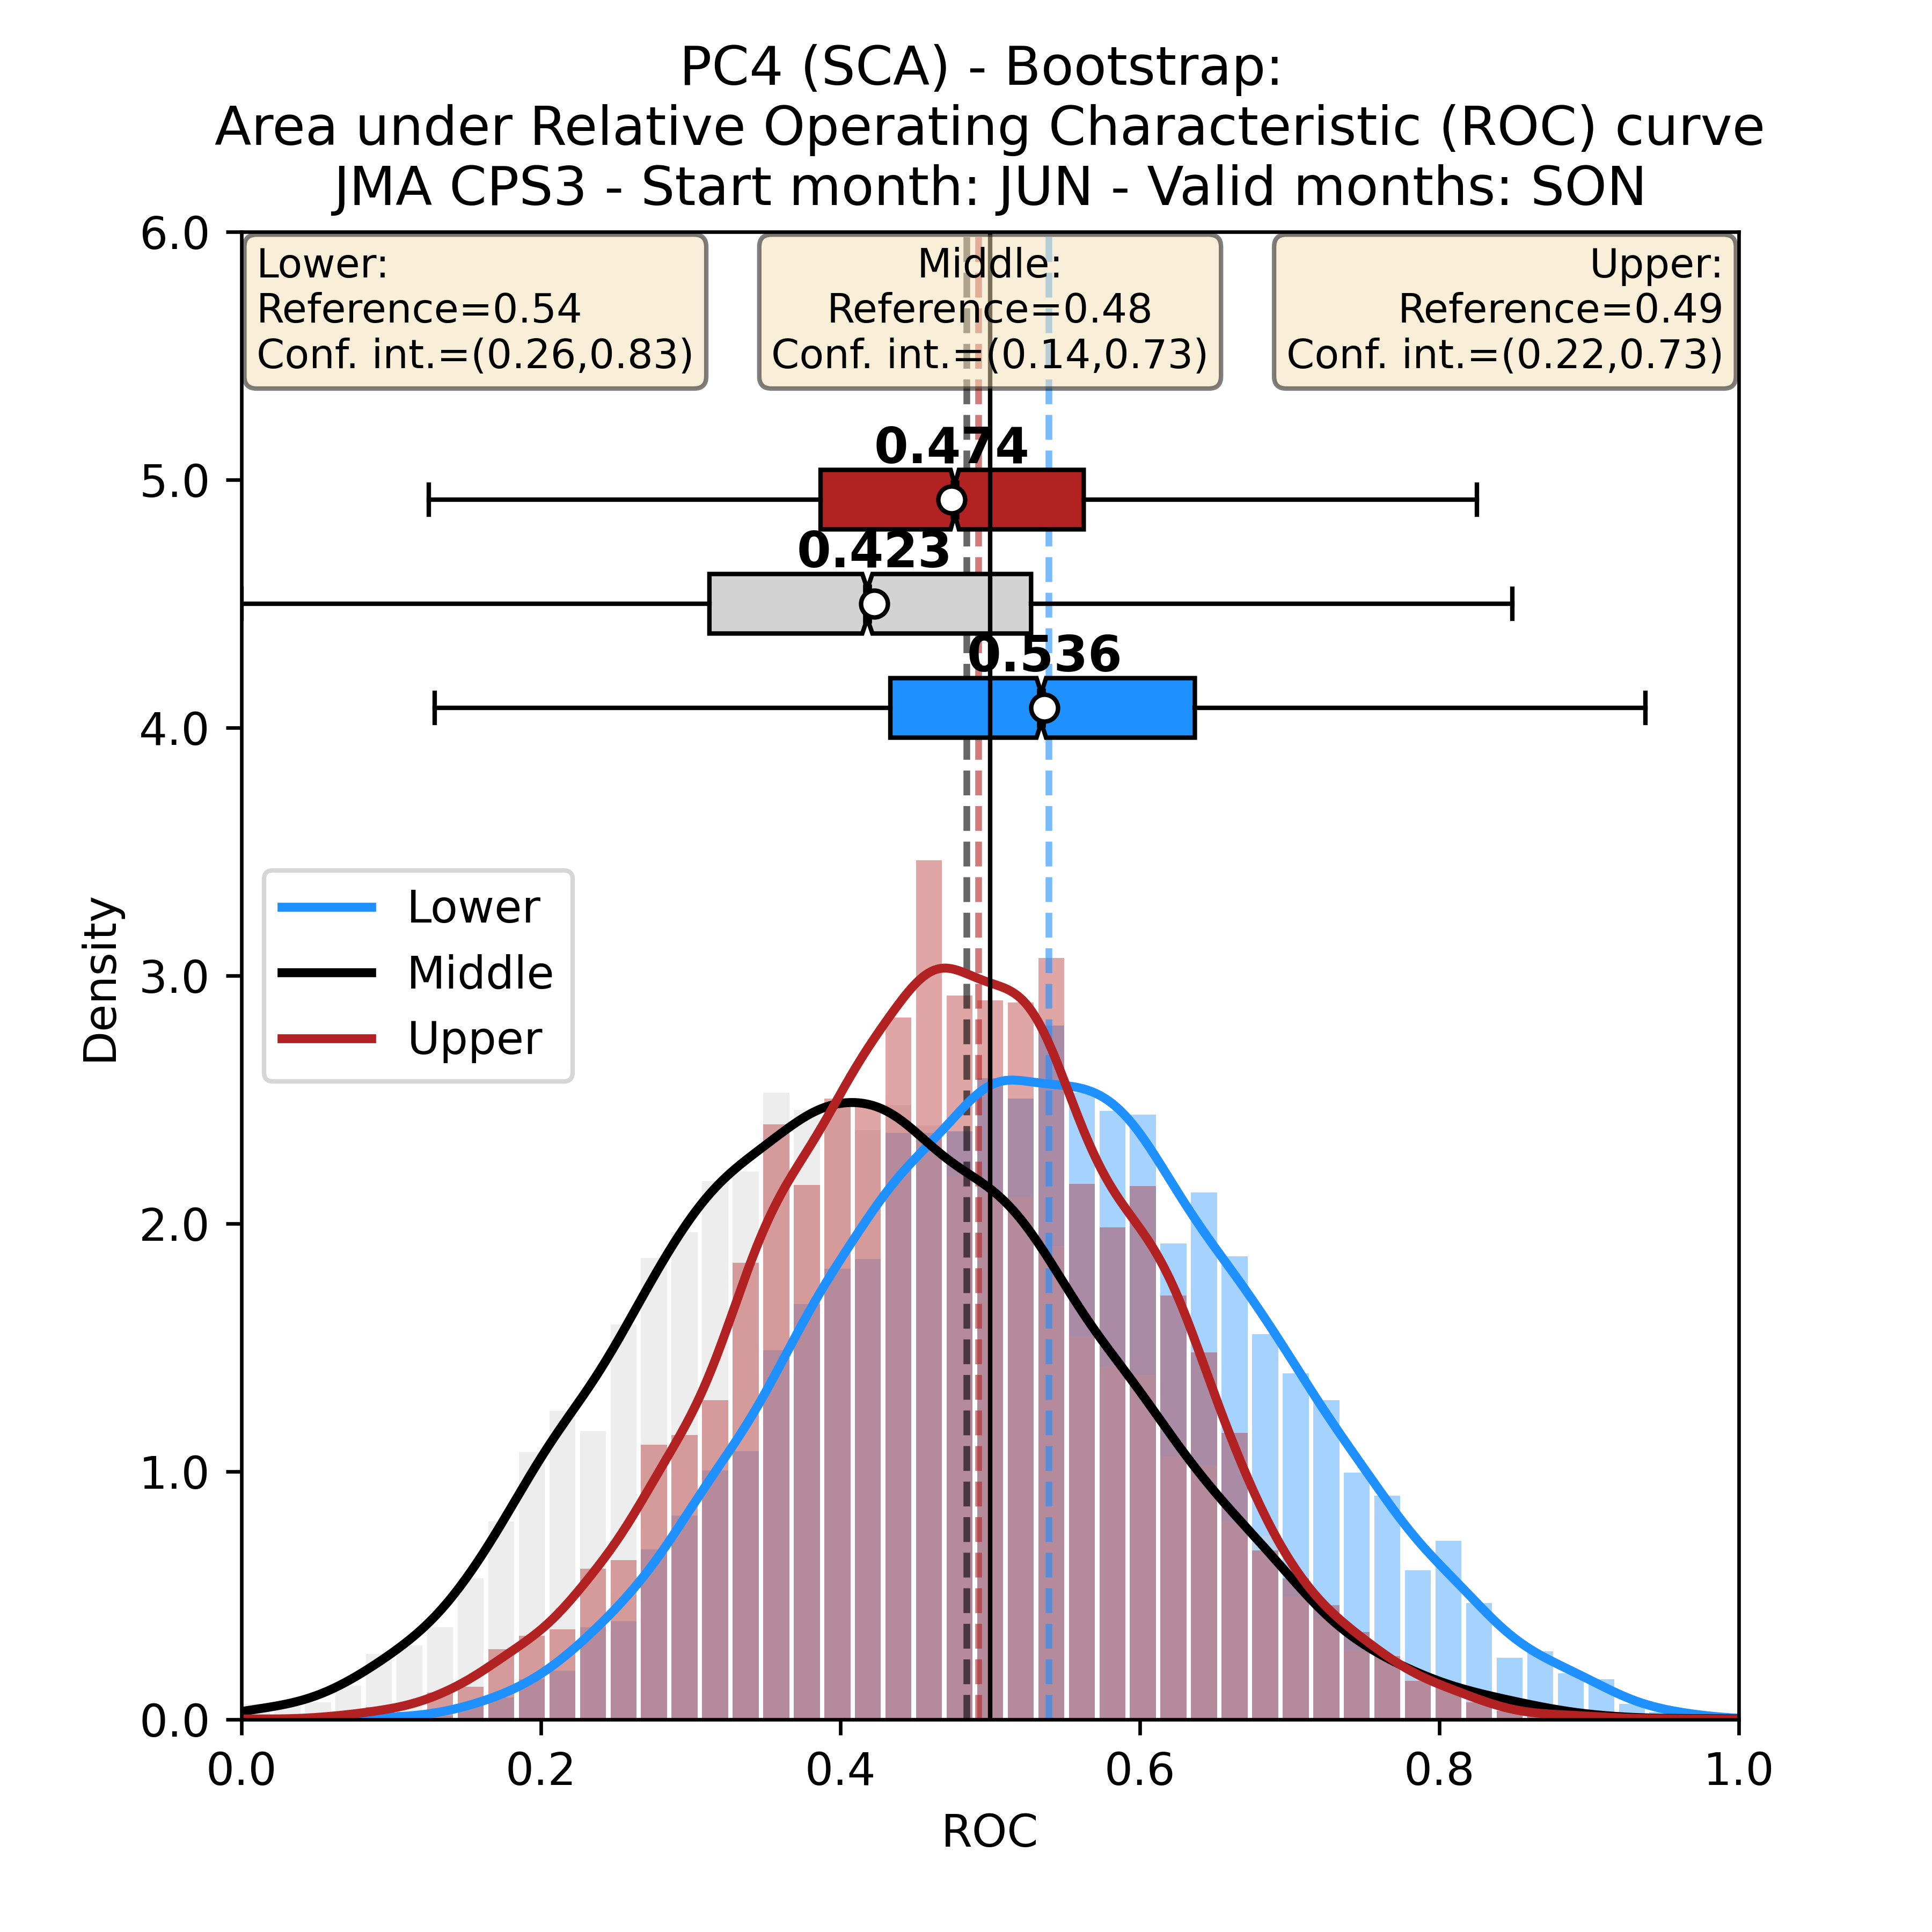 PC4 (SCA) - Bootstrap:
Area under Relative Operating Characteristic (ROC) curve
JMA CPS3 - Start month: JUN - Valid months: SON
6.0
Lower:
Reference=0.54
Conf. int.=(0.26,0.83)
Middle:
Reference=0.48
Conf. int.=(0.14,0.73)
Upper:
Reference=0.49
Conf. int.=(0.22,0.73)
0.474
5.0
0.423
0.536
4.0
Density
Lower
Middle
Upper
3.0
2.0
1.0
0.0
0.0 0.2 0.4 0.6 0.8 1.0
ROC